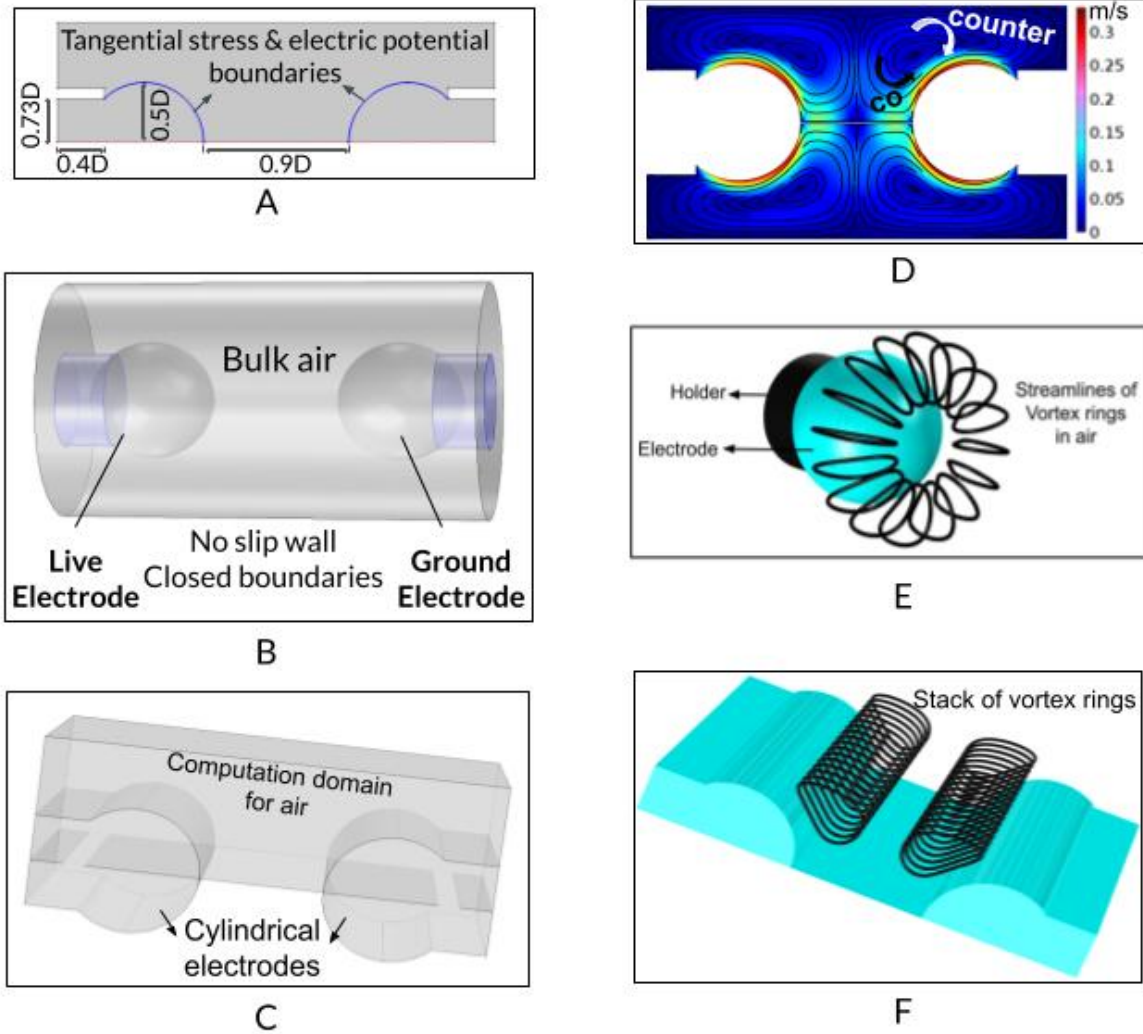 Tangential stress & electric potential
boundaries
0.73D
0.5D
0.4D
0.9D
A
Bulk air
No slip wall
Closed boundaries
Live
Electrode
Ground
Electrode
B
Computation domain
for air
Cylindrical
electrodes
C
m/s
counter
co
0.3
0.25
0.2
0.15
0.1
0.05
0
D
Holder
Electrode
Streamlines of
Vortex rings
in air
E
Stack of vortex rings
F